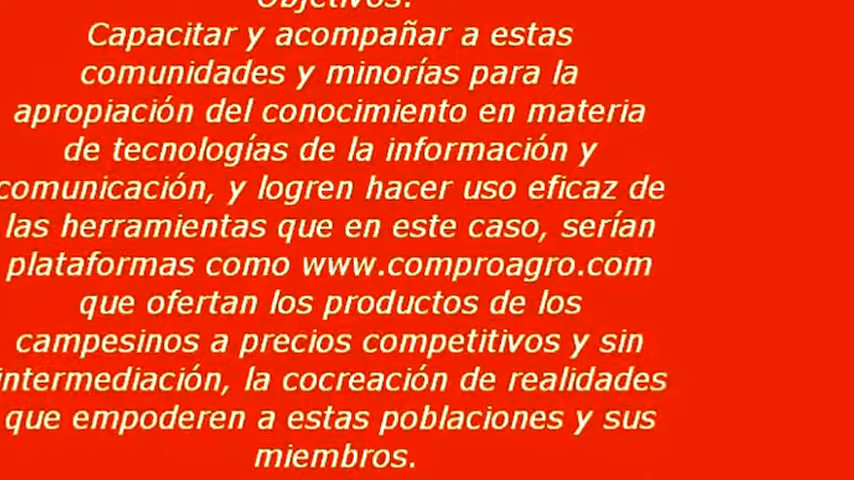 Objetivos:
Capacitar y acompañar a estas
comunidades y minorías para la
apropiación del conocimiento en materia
de tecnologías de la información y
comunicación, y logren hacer uso eficaz de
las herramientas que en este caso, serían
plataformas como www.comproagro.com
que ofertan los productos de los
campesinos a precios competitivos y sin
intermediación, la cocreación de realidades
que empoderen a estas poblaciones y sus
miembros.